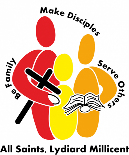 Be Family
Make Disciples
Serve Others
All Saints, Lydiard Millicent